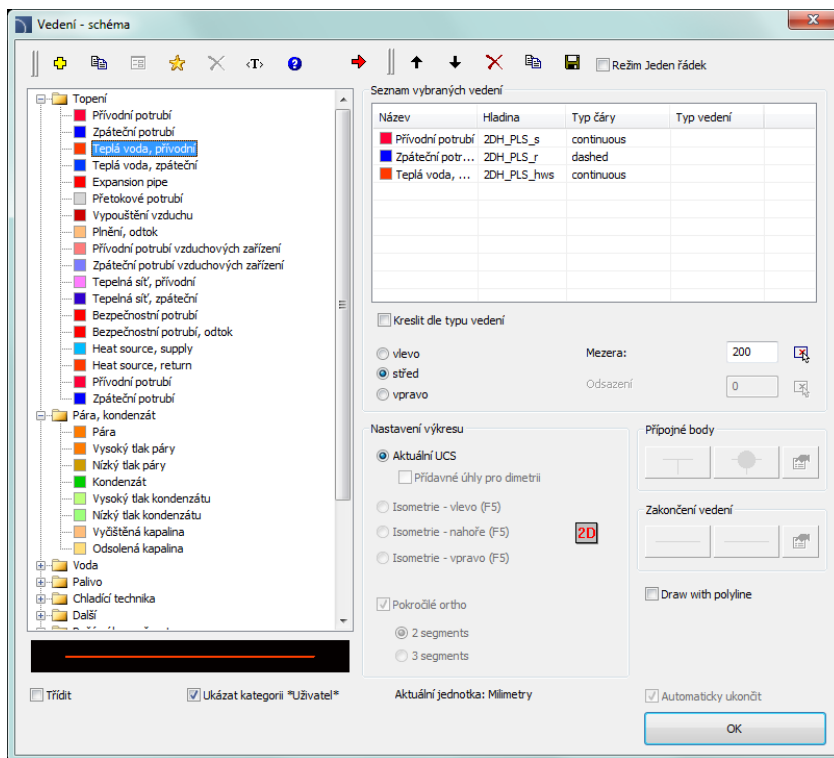 Vedení - schéma
‹T›
Režim Jeden řádek
Topení
Přívodní potrubí
Zpáteční potrubí
Teplá voda, přívodní
Teplá voda, zpáteční
Expansion pipe
Přetokové potrubí
Vypouštění vzduchu
Plnění, odtok
Přívodní potrubí vzduchových zařízení
Zpáteční potrubí vzduchových zařízení
Tepelná síť, přívodní
Tepelná síť, zpáteční
Bezpečnostní potrubí
Bezpečnostní potrubí, odtok
Heat source, supply
Heat source, return
Přívodní potrubí
Zpáteční potrubí
Pára, kondenzát
Pára
Vysoký tlak páry
Nízký tlak páry
Kondenzát
Vysoký tlak kondenzátu
Nízký tlak kondenzátu
Vyčištěná kapalina
Odsolená kapalina
Voda
Palivo
Chladící technika
Další
Třídit
Ukázat kategorii *Uživatel*
Seznam vybraných vedení
Název Hladina Typ čáry Typ vedení
Přívodní potrubí 2DH_PLS_s continuous
Zpáteční potr... 2DH_PLS_r dashed
Teplá voda, ... 2DH_PLS_hws continuous
Kreslit dle typu vedení
vlevo
střed
vpravo
Mezera: 200
Odsazení 0
Nastavení výkresu
Aktuální UCS
Přídavné úhly pro dimetrii
Isometrie - vlevo (F5)
Isometrie - nahoře (F5)
Isometrie - vpravo (F5)
2D
Pokročilé ortho
2 segments
3 segments
Přípojné body
Zakončení vedení
Draw with polyline
Aktuální jednotka: Milimetry
Automaticky ukončit
OK